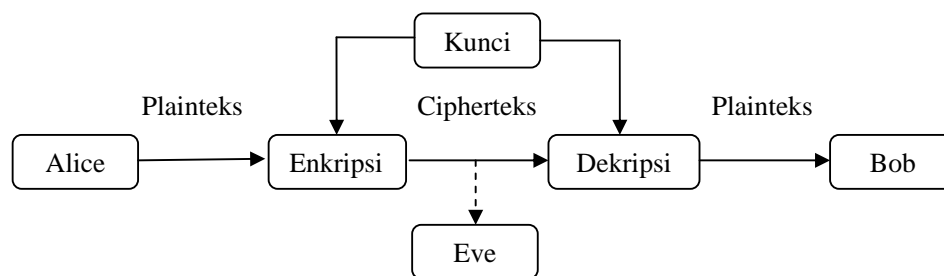 Kunci
Plainteks
Cipherteks
Plainteks
Alice
Enkripsi
Dekripsi
Bob
Eve